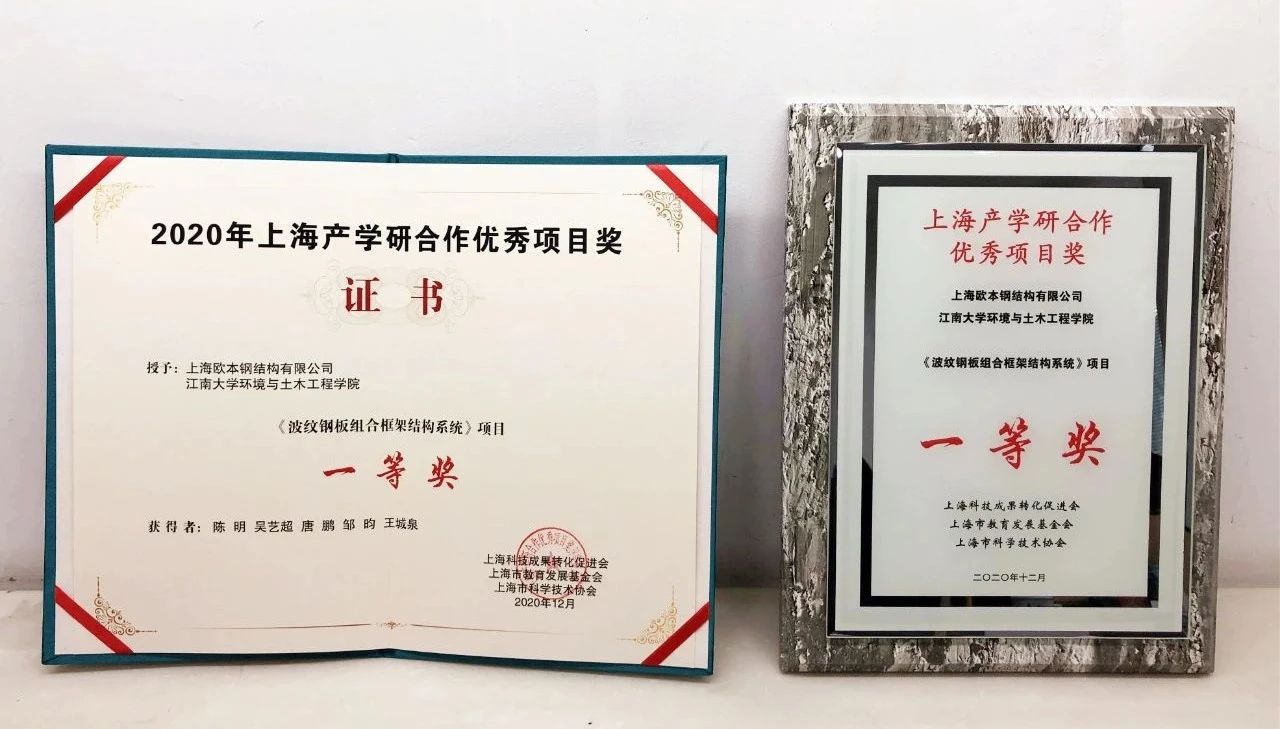 2020年上海产学研合作优秀项目奖
证 书
授予：上海欧本钢结构有限公司
江南大学环境与土木工程学院
《波纹钢板组合框架结构系统》项目
一 等 奖
获得者：陈 明 吴艺超 唐 鹏 邹 昀 王城泉
上海科技成果转化促进会
上海市教育发展基金会
上海市科学技术协会
2020年12月
上海产学研合作
优秀项目奖
上海欧本钢结构有限公司
江南大学环境与土木工程学院
《波纹钢板组合框架结构系统》项目
一 等 奖
上海科技成果转化促进会
上海市教育发展基金会
上海市科学技术协会
二〇二〇年十二月